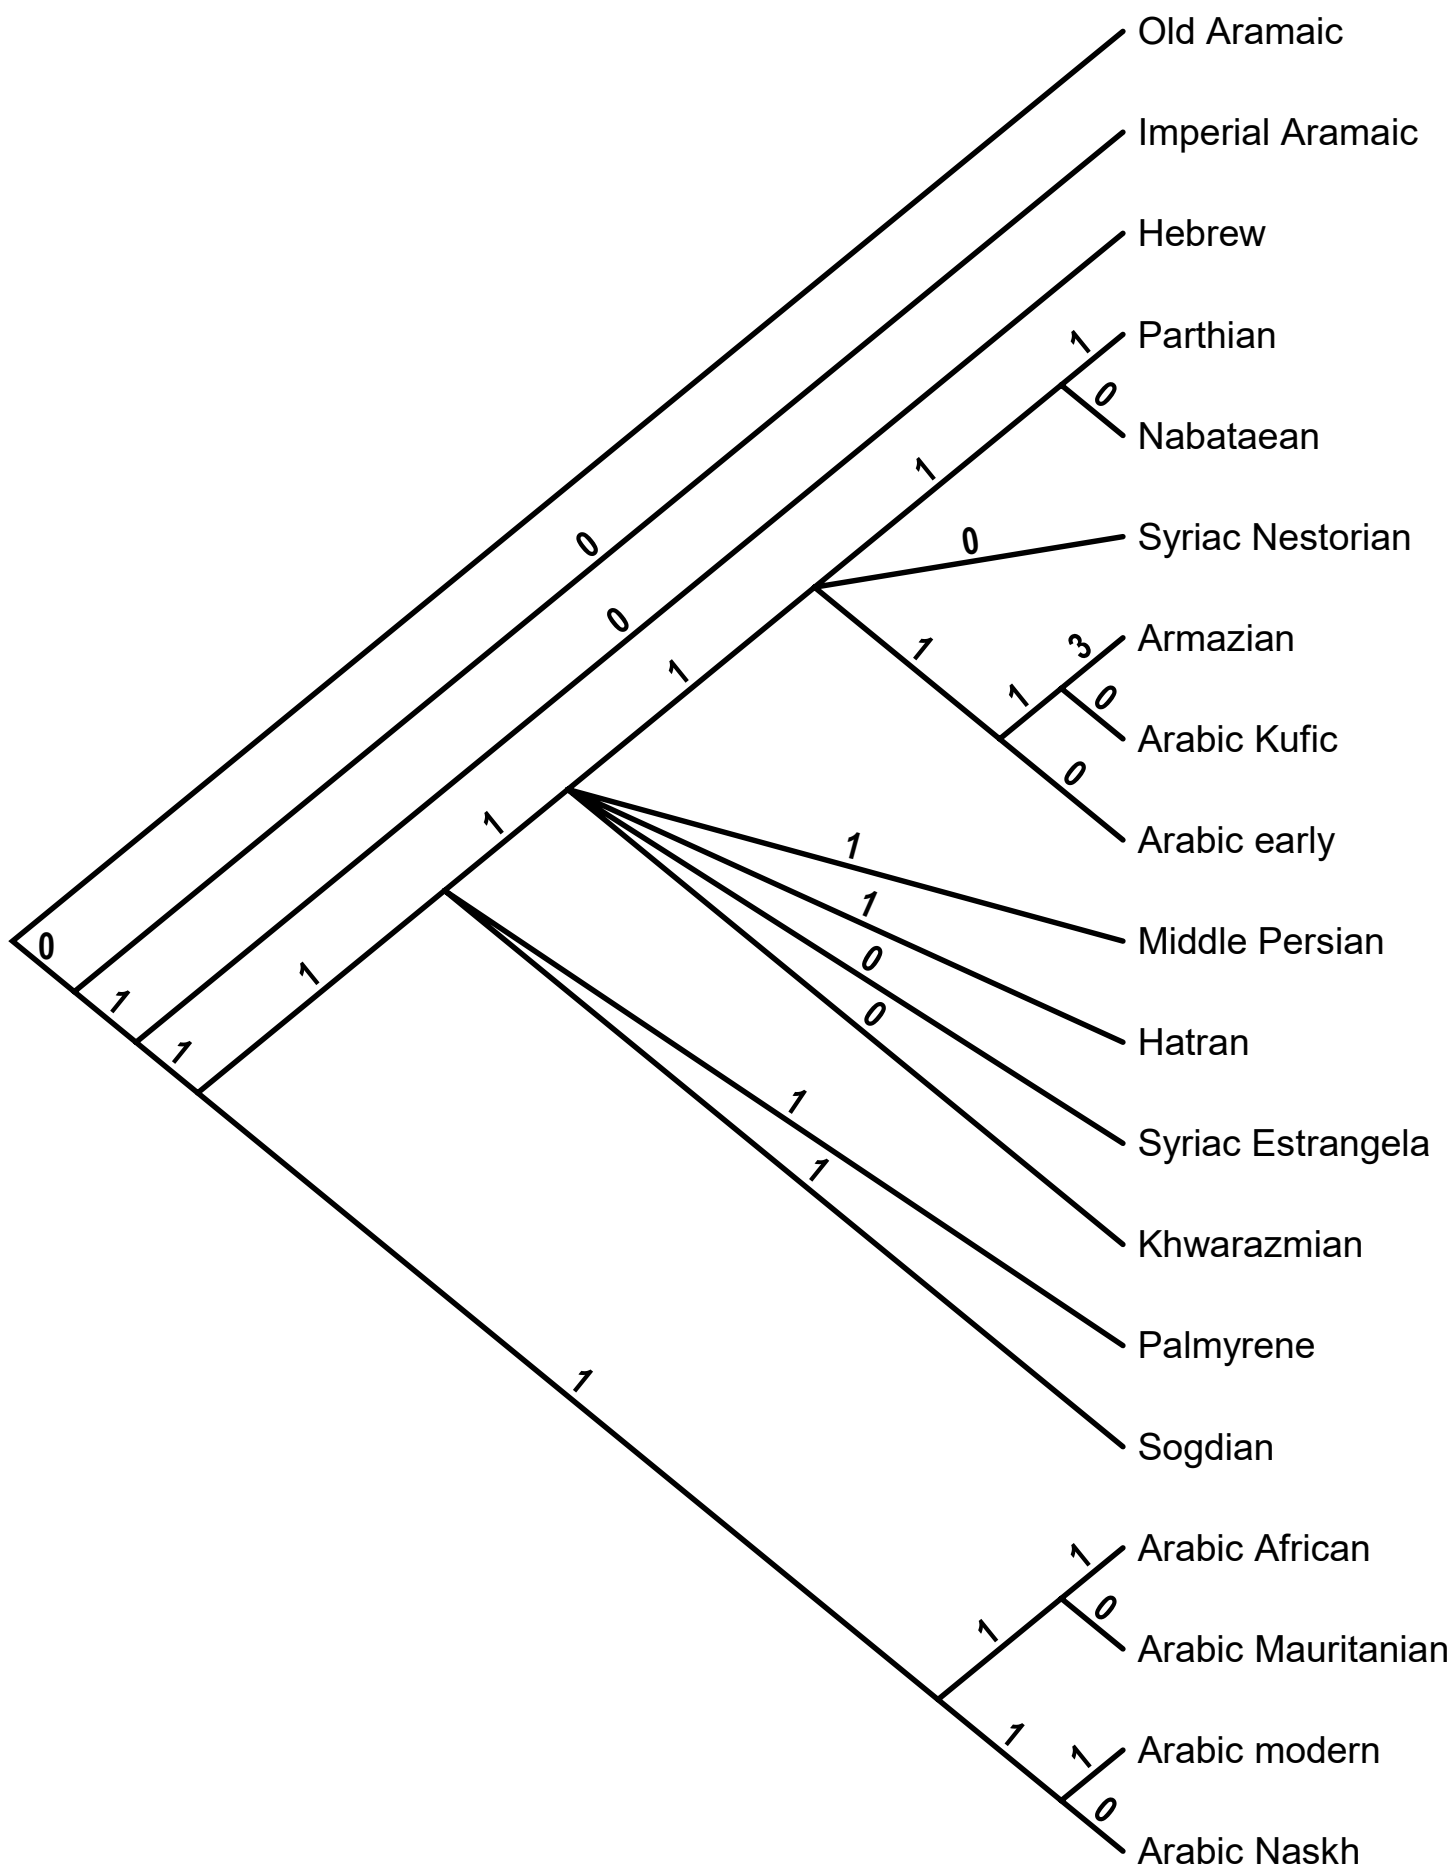 Old Aramaic
Imperial Aramaic
Hebrew
1
Parthian
0
Nabataean
1
0
Syriac Nestorian
0
0
1
3
Armazian
1
1
0
Arabic Kufic
0
Arabic early
1
1
1
Middle Persian
1
0
0
1
Hatran
0
1
1
Syriac Estrangela
1
1
Khwarazmian
Palmyrene
1
Sogdian
1
Arabic African
0
1
Arabic Mauritanian
1
1
Arabic modern
0
Arabic Naskh